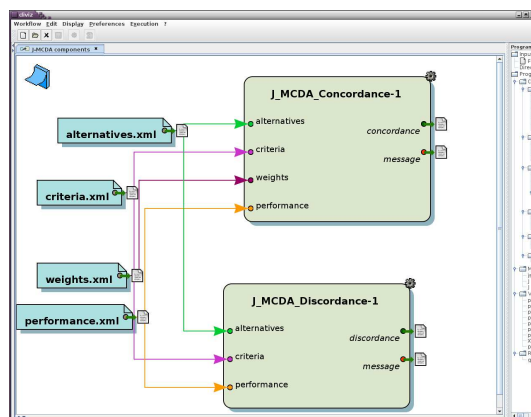 diviz
Workflow Edit Display Preferences Execution ?
J-MCDA components
Program
J_MCDA_Concordance-1
alternatives
concordance
criteria
message
weights
performance
alternatives.xml
criteria.xml
weights.xml
performance.xml
J_MCDA_Discordance-1
alternatives
discordance
criteria
message
performance